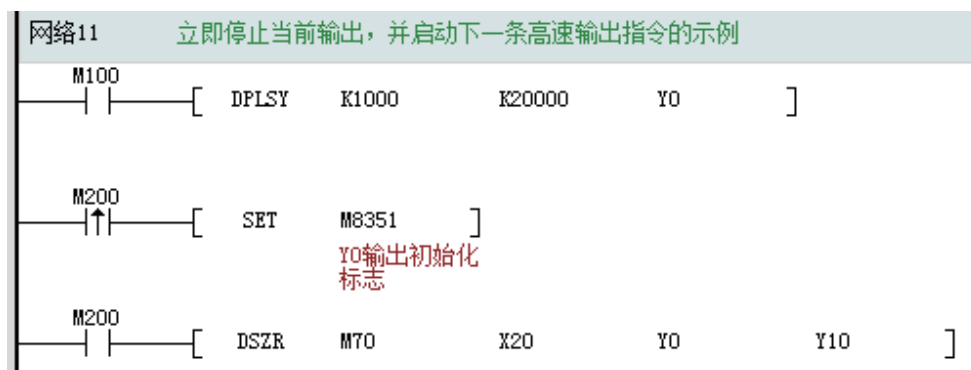 网络11 立即停止当前输出，并启动下一条高速输出指令的示例
M100
[ DPLSY K1000 K20000 Y0 ]
M200
[ SET M8351 ]
Y0输出初始化
标志
M200
[ DSZR M70 X20 Y0 Y10 ]